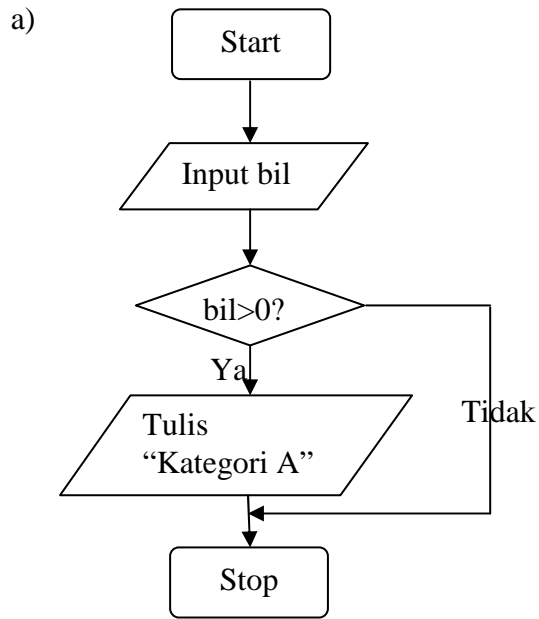 a)
Start
Input bil
bil>0?
Ya
Tidak
Tulis
“Kategori A”
Stop